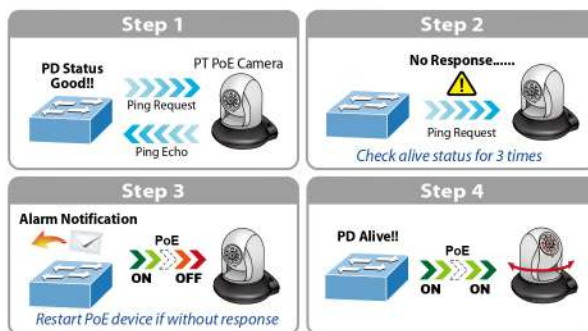 Step 1
PD Status
Good!!
PT PoE Camera
Ping Request
Ping Echo
Step 2
No Response......
Ping Request
Check alive status for 3 times
Step 3
Alarm Notification
PoE
ON OFF
Restart PoE device if without response
Step 4
PD Alive!!
PoE
ON ON